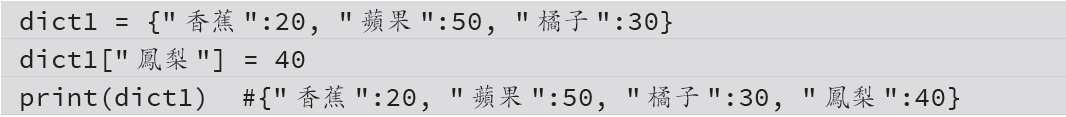 dict1 = {"香蕉":20, "蘋果":50, "橘子":30}
dict1["鳳梨"] = 40
print(dict1)  #{"香蕉":20, "蘋果":50, "橘子":30, "鳳梨":40}